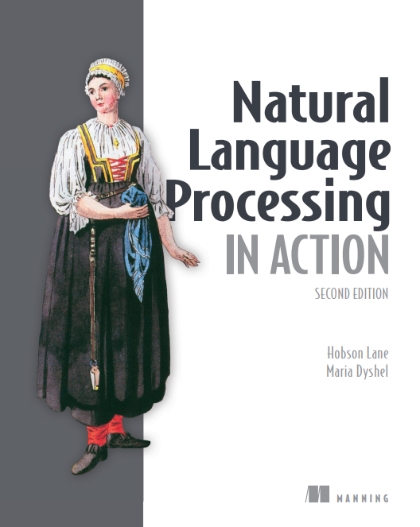 Natural
Language
Processing
IN ACTION
SECOND EDITION
Hobson Lane
Maria Dyshel
MANNING